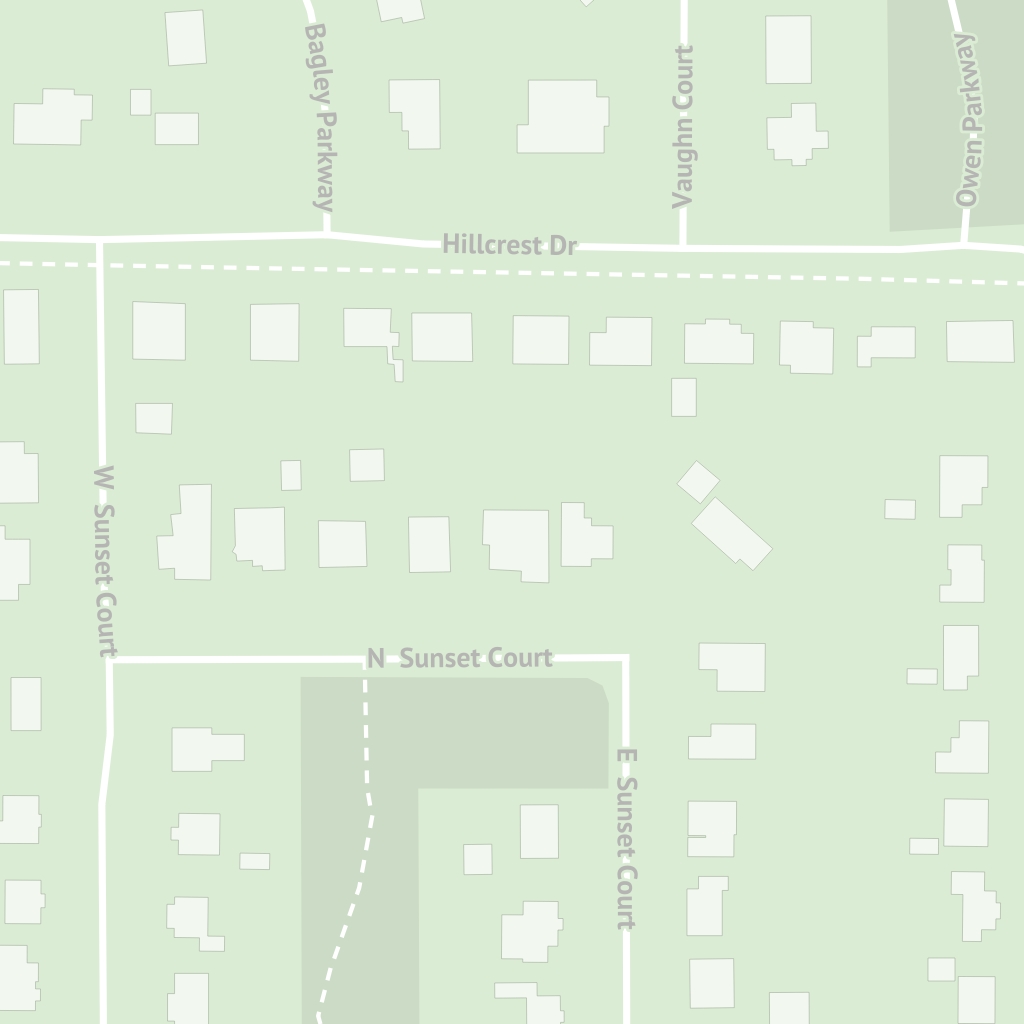 Bagley Parkway
Vaughn Court
Owen Parkway
Hillcrest Dr
W Sunset Court
N Sunset Court
E Sunset Court